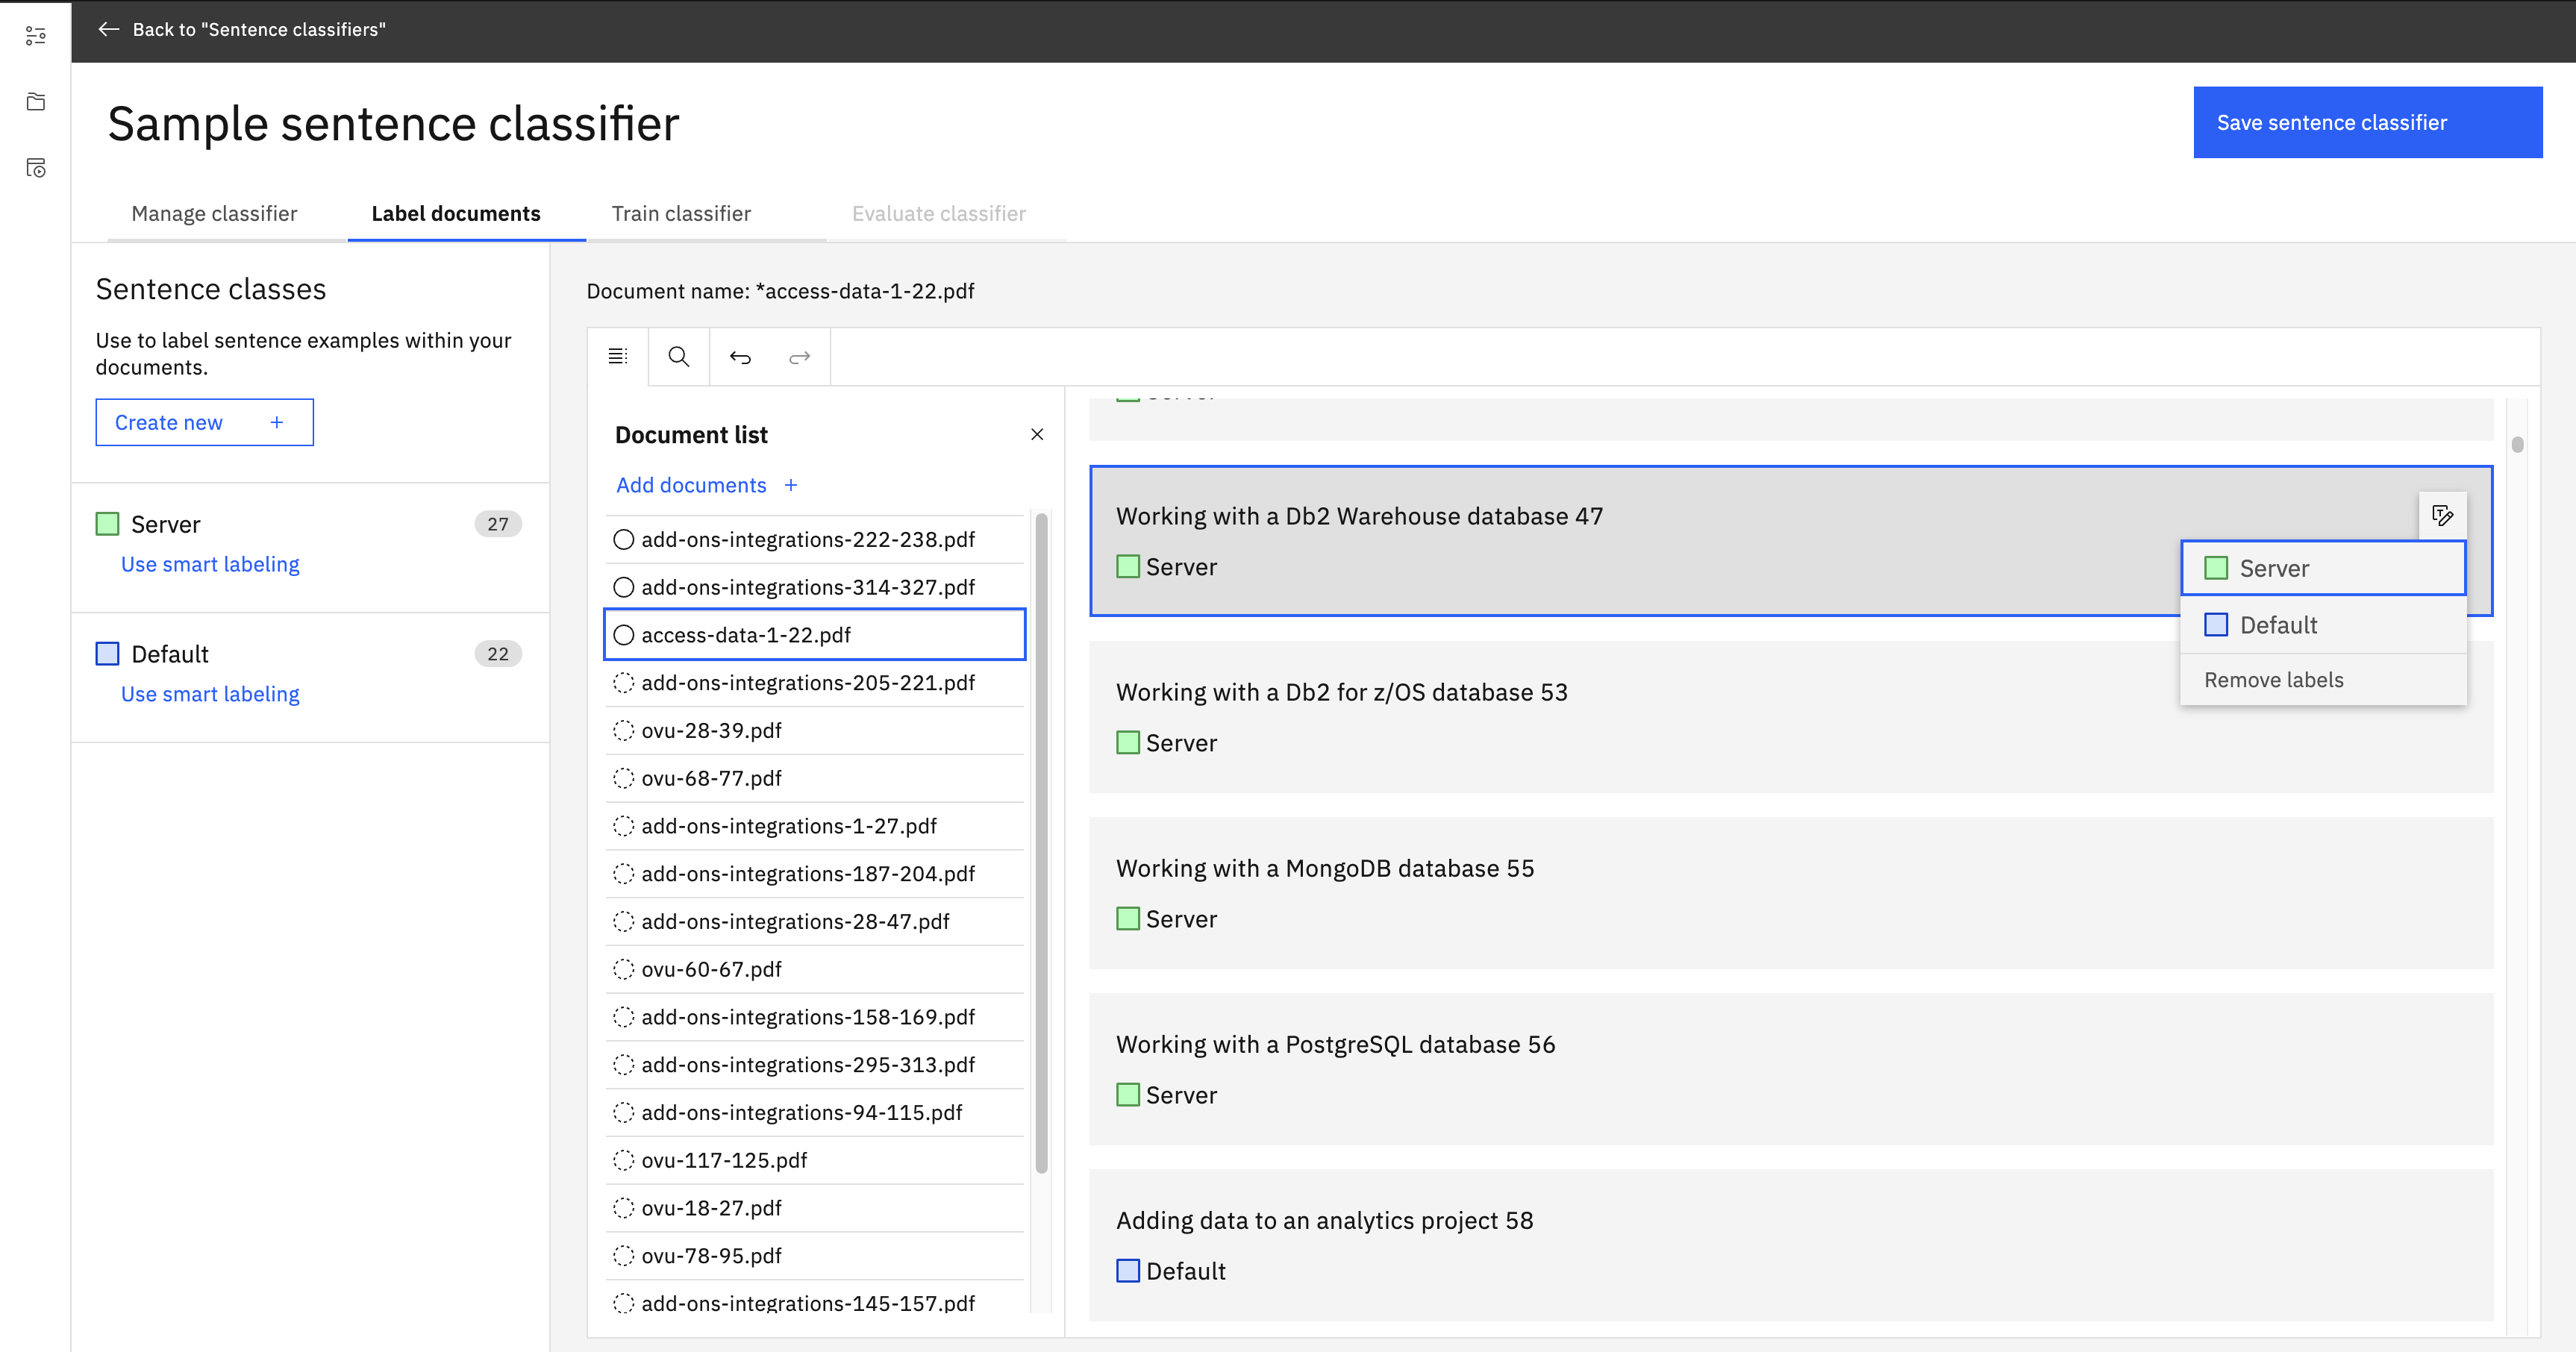 Back to "Sentence classifiers"
Sample sentence classifier
Save sentence classifier
Manage classifier
Label documents
Train classifier
Evaluate classifier
Sentence classes
Use to label sentence examples within your
documents.
Create new +
Server 27
Use smart labeling
Default 22
Use smart labeling
Document name: *access-data-1-22.pdf
Document list
Add documents +
add-ons-integrations-222-238.pdf
add-ons-integrations-314-327.pdf
access-data-1-22.pdf
add-ons-integrations-205-221.pdf
ovu-28-39.pdf
ovu-68-77.pdf
add-ons-integrations-1-27.pdf
add-ons-integrations-187-204.pdf
add-ons-integrations-28-47.pdf
ovu-60-67.pdf
add-ons-integrations-158-169.pdf
add-ons-integrations-295-313.pdf
add-ons-integrations-94-115.pdf
ovu-117-125.pdf
ovu-18-27.pdf
ovu-78-95.pdf
add-ons-integrations-145-157.pdf
Working with a Db2 Warehouse database 47
Server
Server
Default
Remove labels
Working with a Db2 for z/OS database 53
Server
Working with a MongoDB database 55
Server
Working with a PostgreSQL database 56
Server
Adding data to an analytics project 58
Default